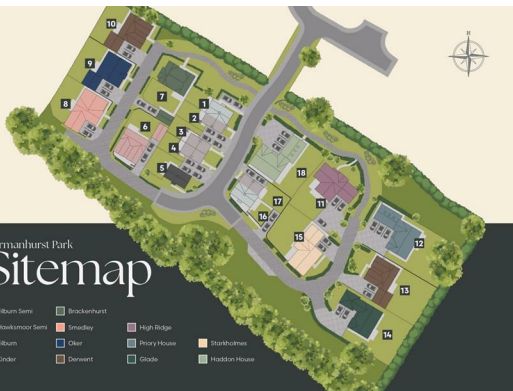 10
9
8
7
1
2
3
6
4
5
18
11
17
16
15
12
13
14
rmanhurst Park
Sitemap
ilburn Semi
Brackenhurst
Hawksmoor Semi
Smedley
High Ridge
ilburn
Oker
Priory House
Starkholmes
inder
Derwent
Glade
Haddon House